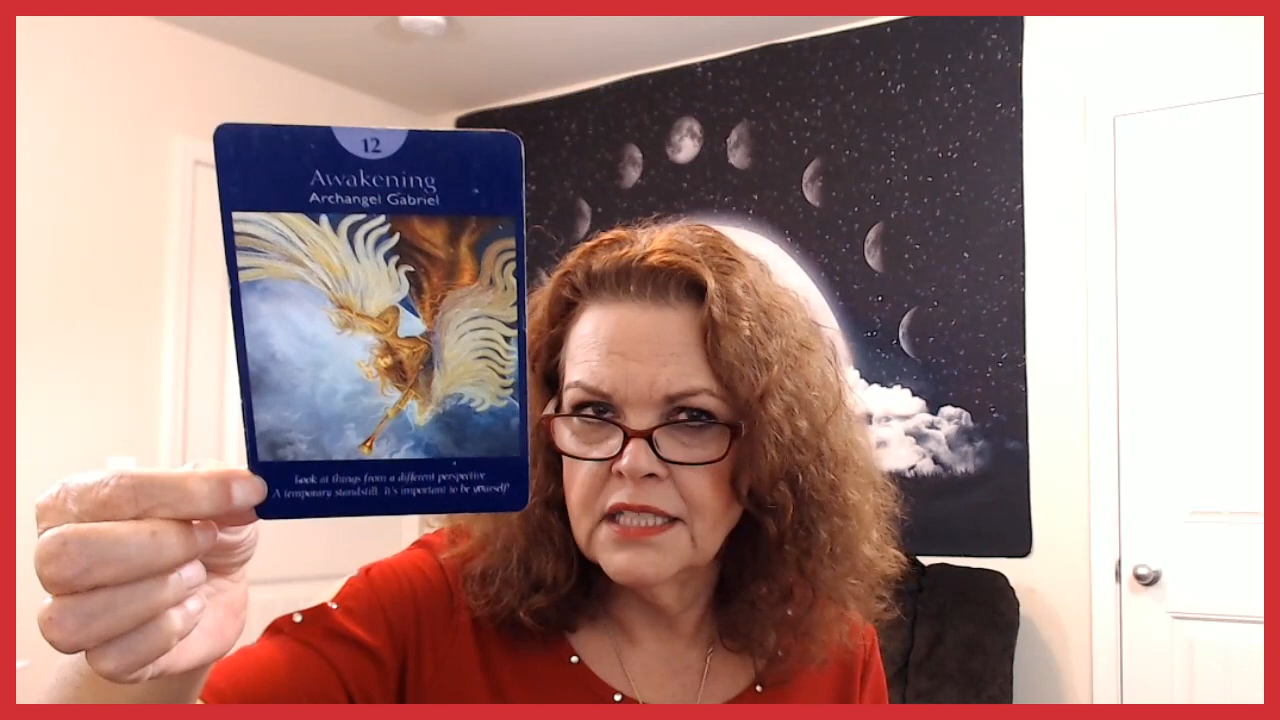 12
Awakening
Archangel Gabriel
Look at things from a different perspective
A temporary standstill. It's important to be yourself!